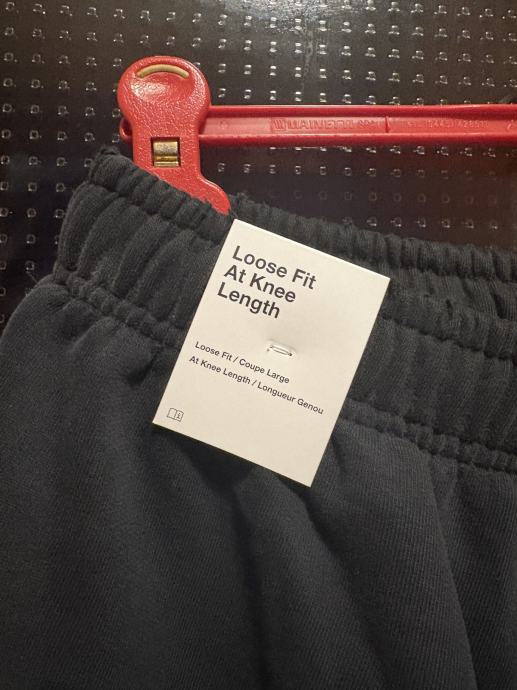 Loose Fit
At Knee
Length
Loose Fit / Coupe Large
At Knee Length / Longueur Genou